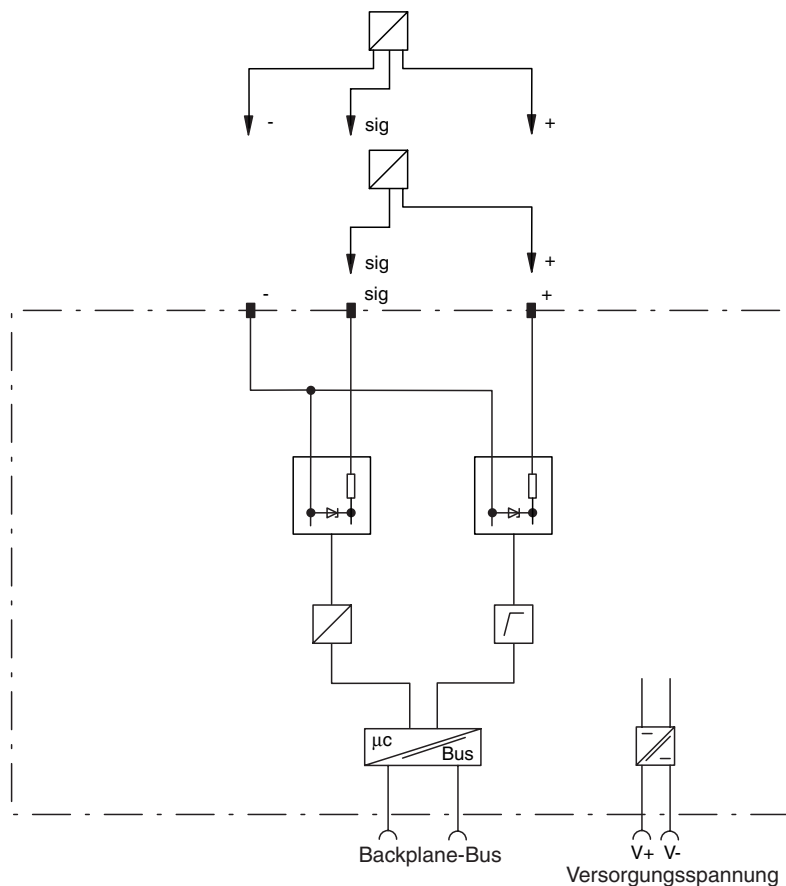 -
sig
+
sig
+
-
sig
+
µc
Bus
Backplane-Bus
V+ V-
Versorgungsspannung